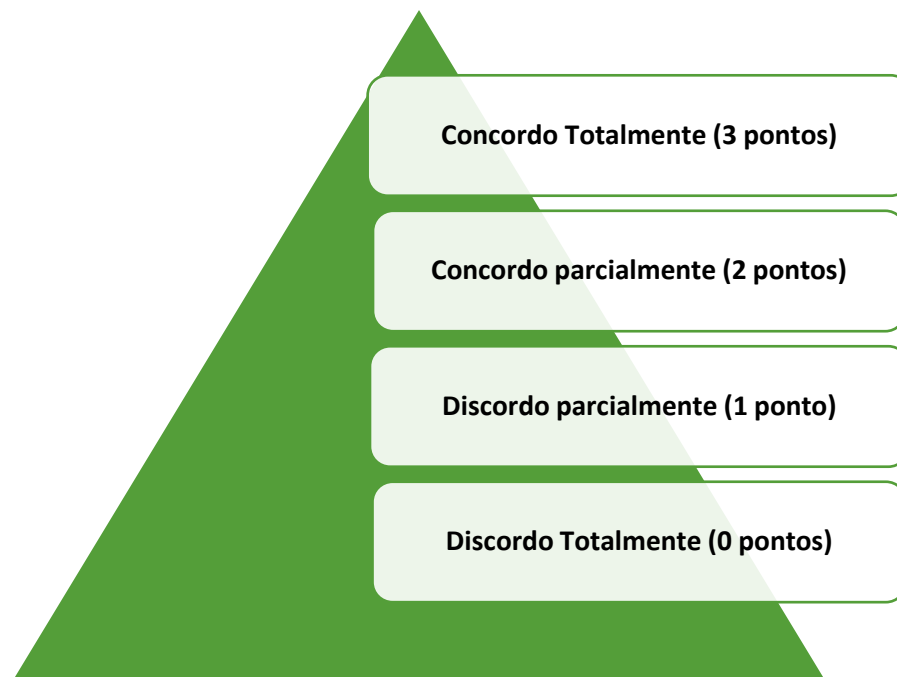 Concordo Totalmente (3 pontos)
Concordo parcialmente (2 pontos)
Discordo parcialmente (1 ponto)
Discordo Totalmente (0 pontos)